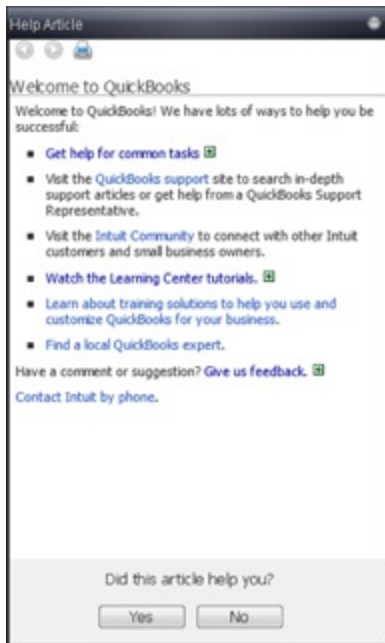 Help Article
Welcome to QuickBooks
Welcome to QuickBooks! We have lots of ways to help you be
successful:
Get help for common tasks
Visit the QuickBooks support site to search in-depth
support articles or get help from a QuickBooks Support
Representative.
Visit the Intuit Community to connect with other Intuit
customers and small business owners.
Watch the Learning Center tutorials.
Learn about training solutions to help you use and
customize QuickBooks for your business.
Find a local QuickBooks expert.
Have a comment or suggestion? Give us feedback.
Contact Intuit by phone.
Did this article help you?
Yes No